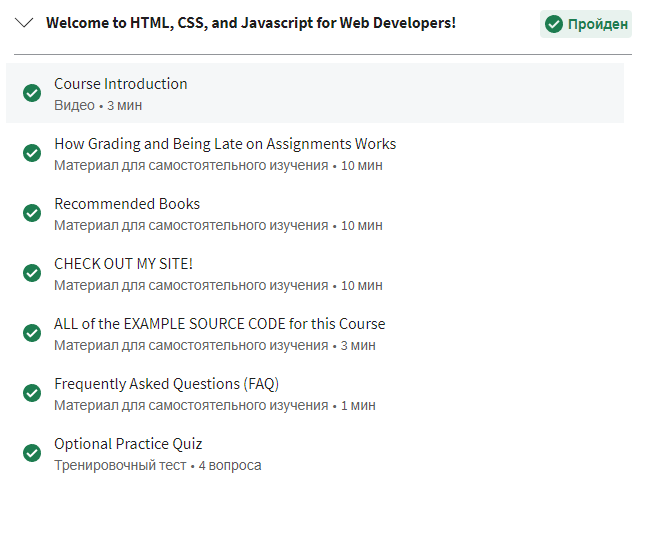 Welcome to HTML, CSS, and Javascript for Web Developers!
Пройден
Course Introduction
Видео • 3 мин
How Grading and Being Late on Assignments Works
Материал для самостоятельного изучения • 10 мин
Recommended Books
Материал для самостоятельного изучения • 10 мин
CHECK OUT MY SITE!
Материал для самостоятельного изучения • 10 мин
ALL of the EXAMPLE SOURCE CODE for this Course
Материал для самостоятельного изучения • 3 мин
Frequently Asked Questions (FAQ)
Материал для самостоятельного изучения • 1 мин
Optional Practice Quiz
Тренировочный тест • 4 вопроса